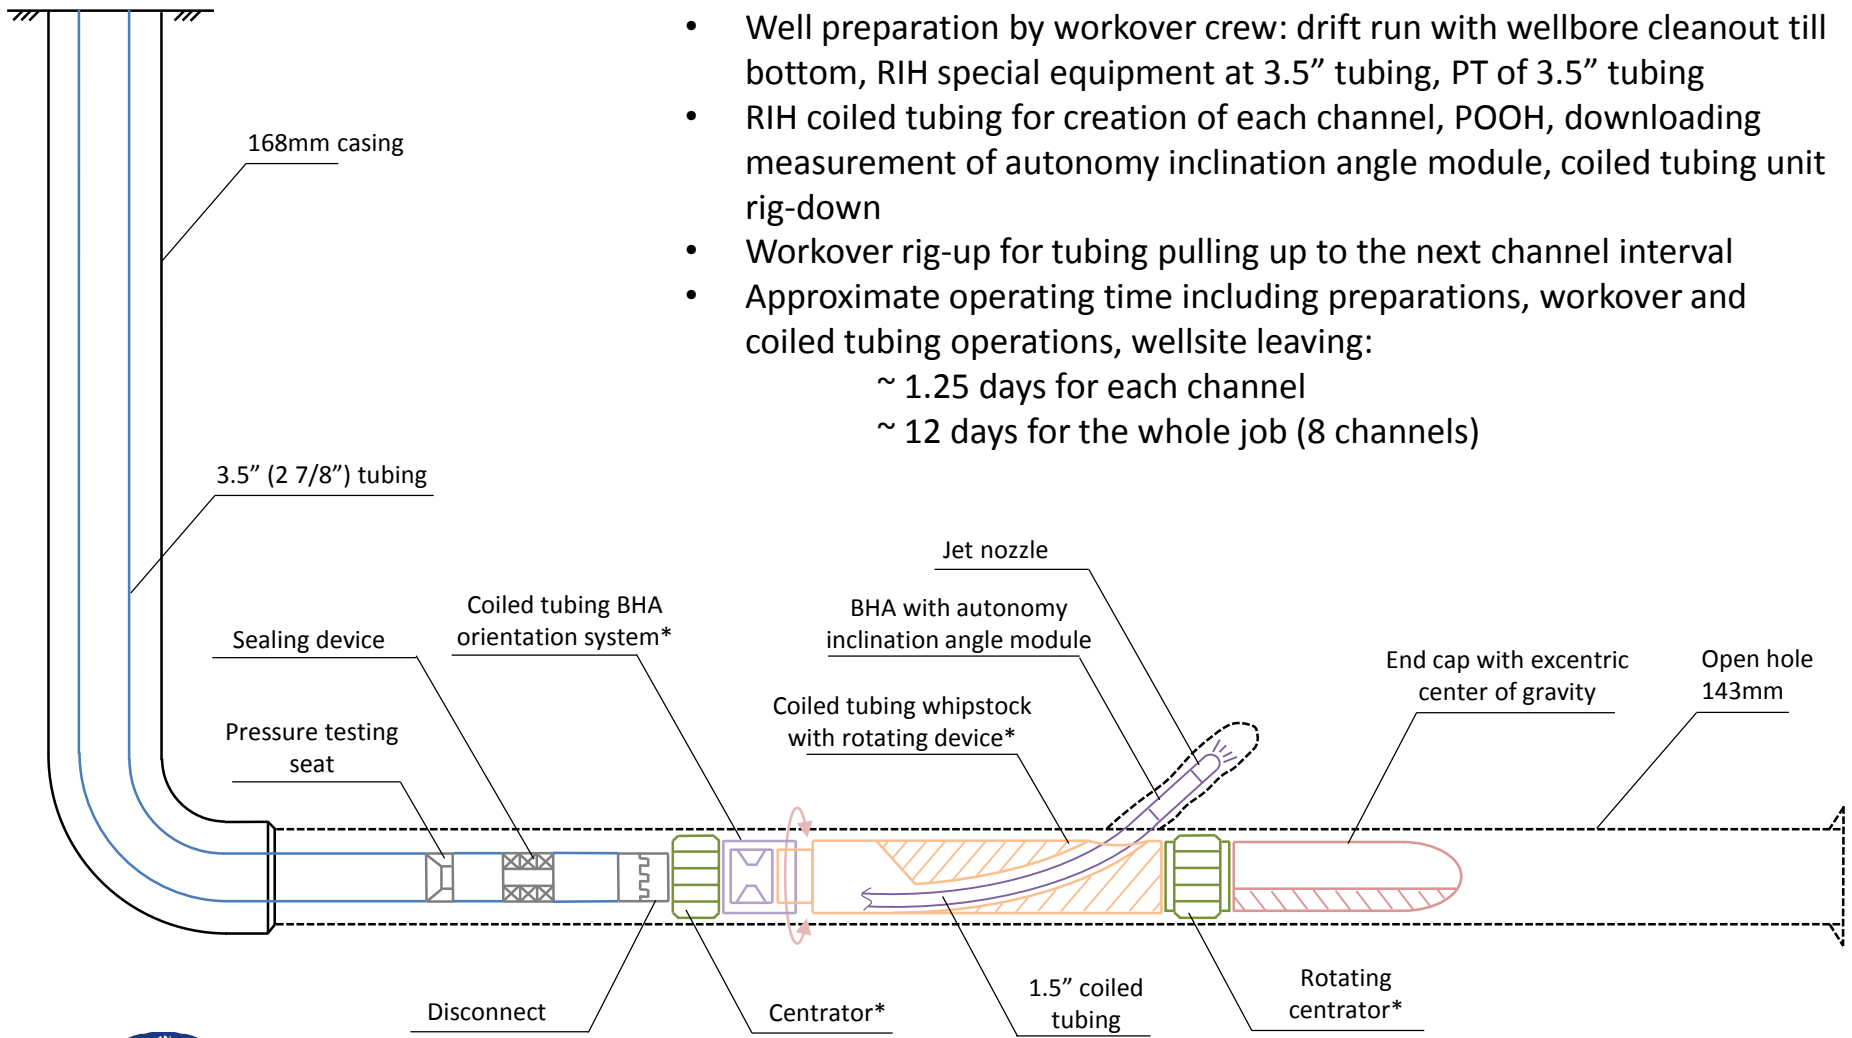 • Well preparation by workover crew: drift run with wellbore cleanout till
bottom, RIH special equipment at 3.5” tubing, PT of 3.5” tubing
• RIH coiled tubing for creation of each channel, POOH, downloading
measurement of autonomy inclination angle module, coiled tubing unit
rig-down
• Workover rig-up for tubing pulling up to the next channel interval
• Approximate operating time including preparations, workover and
coiled tubing operations, wellsite leaving:
~ 1.25 days for each channel
~ 12 days for the whole job (8 channels)
168mm casing
3.5” (2 7/8”) tubing
Jet nozzle
Coiled tubing BHA
orientation system*
BHA with autonomy
inclination angle module
Sealing device
End cap with excentric
center of gravity
Open hole
143mm
Coiled tubing whipstock
with rotating device*
Pressure testing
seat
Disconnect
Centrator*
1.5” coiled
tubing
Rotating
centrator*